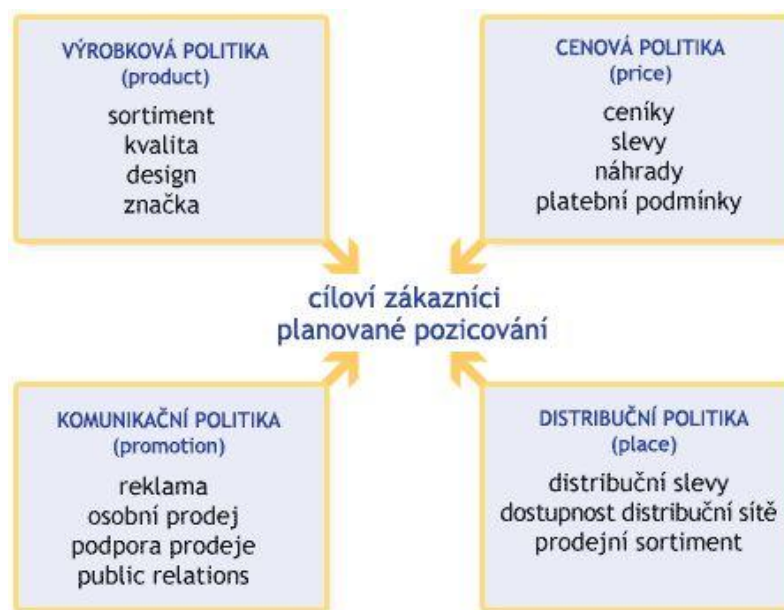 VÝROBKOVÁ POLITIKA
(product)
sortiment
kvalita
design
značka
CENOVÁ POLITIKA
(price)
ceníky
slevy
náhrady
platební podmínky
cíloví zákazníci
planované pozicování
KOMUNIKAČNÍ POLITIKA
(promotion)
reklama
osobní prodej
podpora prodeje
public relations
DISTRIBUČNÍ POLITIKA
(place)
distribuční slevy
dostupnost distribuční sítě
prodejní sortiment